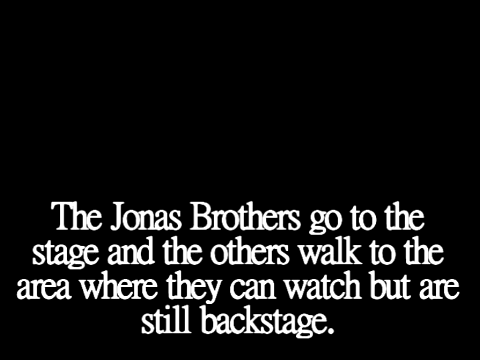 The Jonas Brothers go to the
stage and the others walk to the
area where they can watch but are
still backstage.